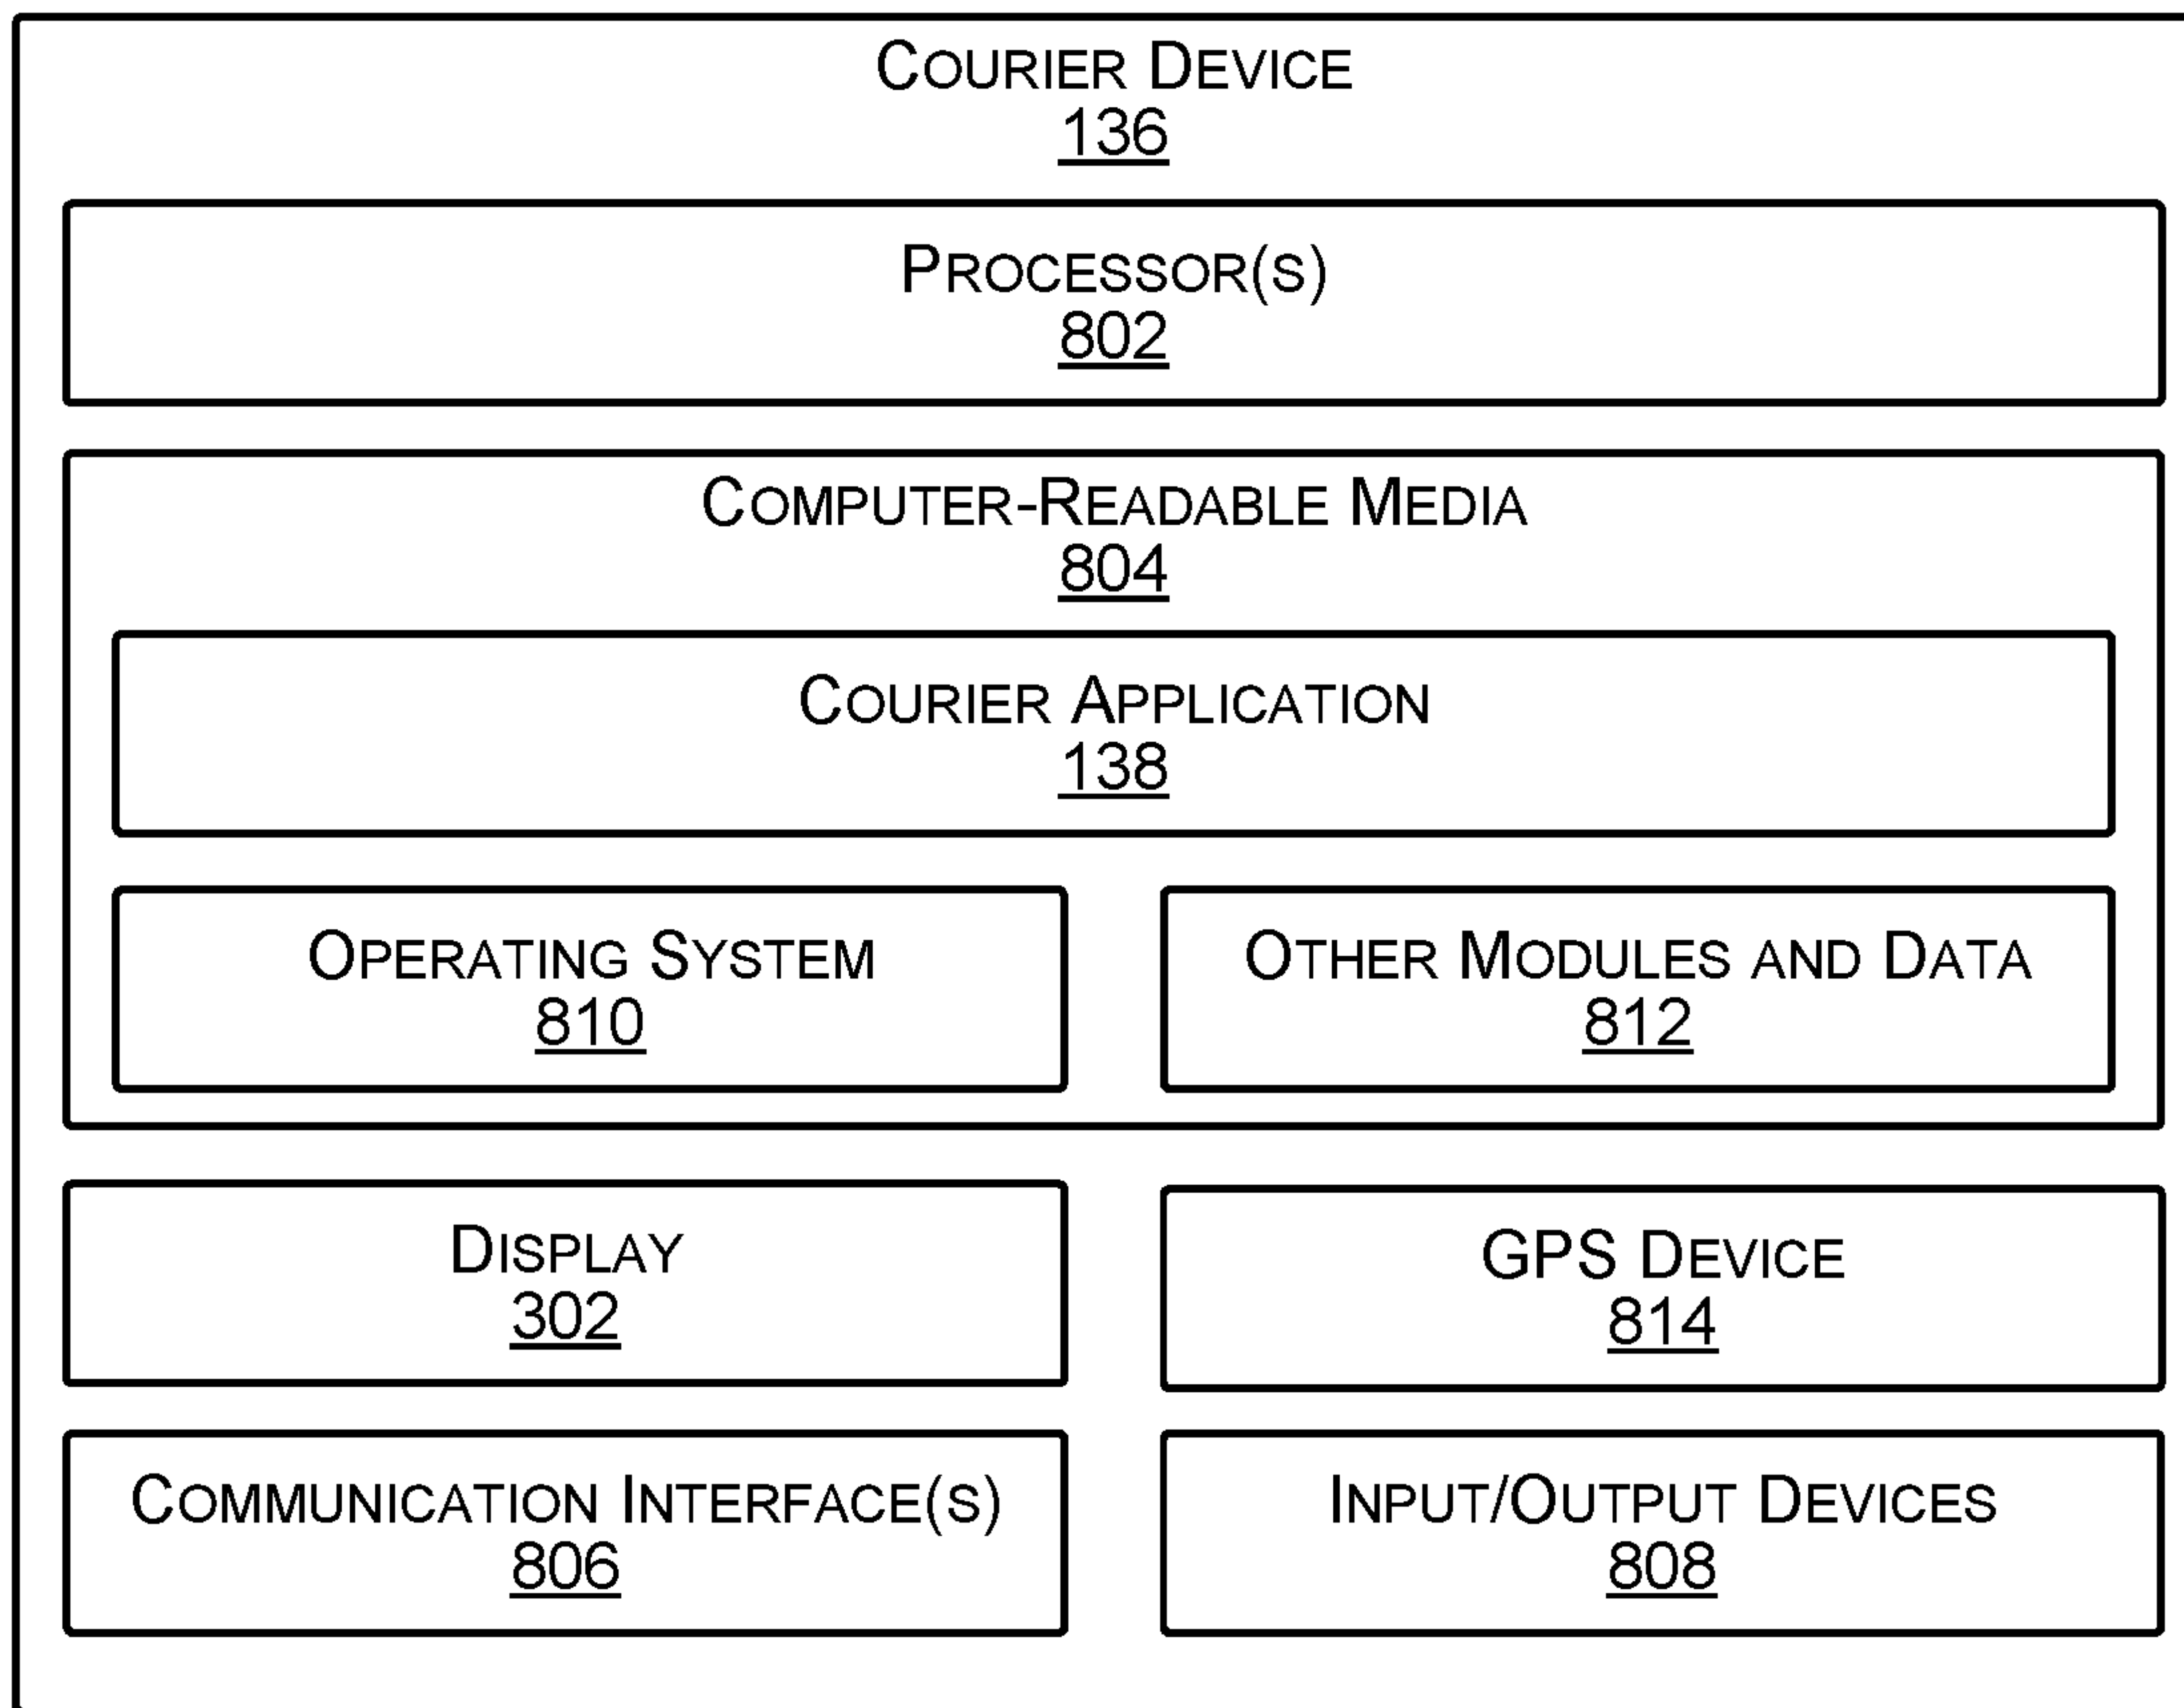 COURIER DEVICE
136
PROCESSOR(S)
802
COMPUTER-READABLE MEDIA
804
COURIER APPLICATION
138
OPERATING SYSTEM
810
OTHER MODULES AND DATA
812
DISPLAY
302
GPS DEVICE
814
COMMUNICATION INTERFACE(S)
806
INPUT/OUTPUT DEVICES
808